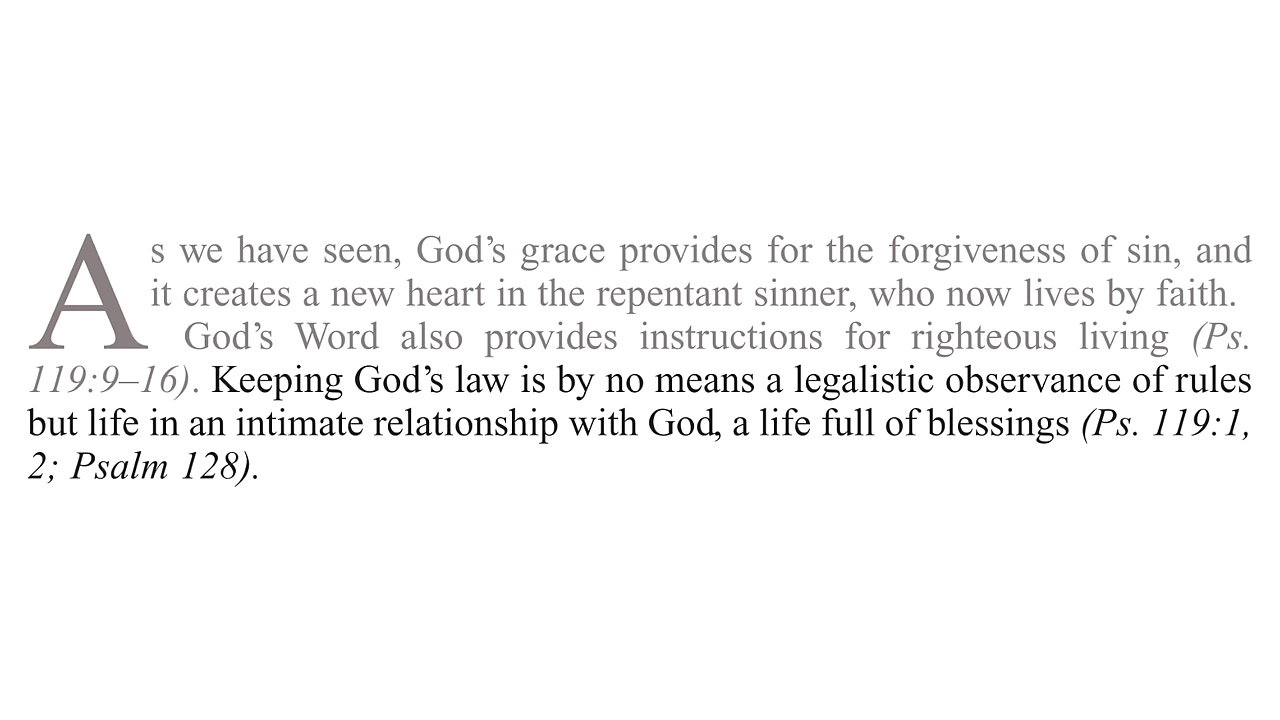 As we have seen, God’s grace provides for the forgiveness of sin, and
it creates a new heart in the repentant sinner, who now lives by faith.
God’s Word also provides instructions for righteous living (Ps.
119:9–16). Keeping God’s law is by no means a legalistic observance of rules
but life in an intimate relationship with God, a life full of blessings (Ps. 119:1,
2; Psalm 128).